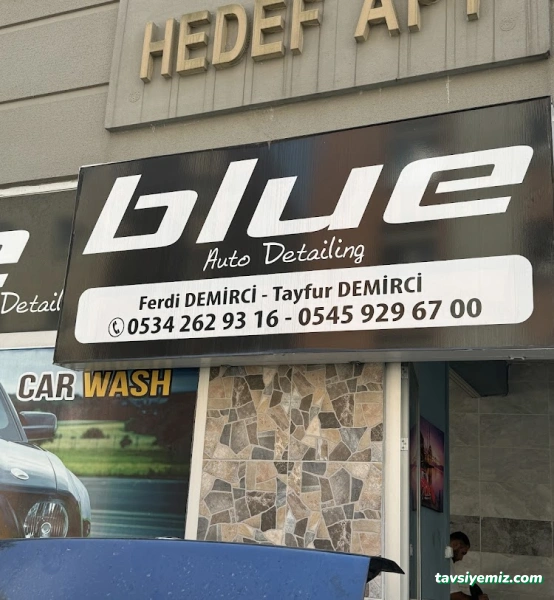 HEDEF APT
blue
Auto Detailing
Ferdi DEMİRCİ - Tayfur DEMİRCİ
0534 262 93 16 - 0545 929 67 00
e
Detail
CAR WASH
tavsiyemiz.com